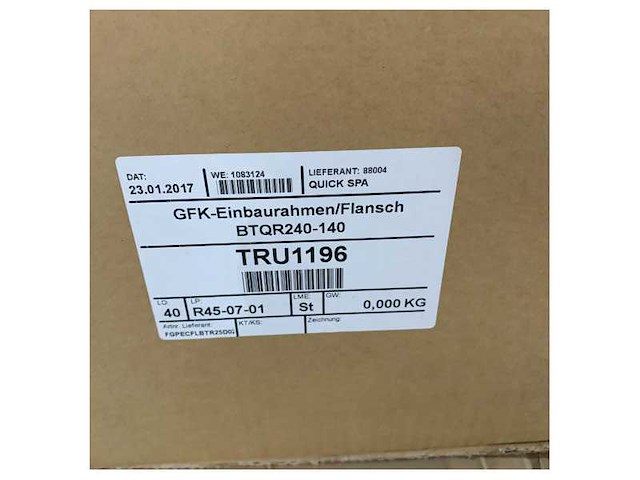 DAT:
23.01.2017
WE: 1083124
LIEFERANT: 88004
QUICK SPA
GFK-Einbaurahmen/Flansch
BTQR240-140
TRU1196
LO:
40
LP:
R45-07-01
LME:
St
GW:
0,000 KG
Artnr. Lieferant:
FGPECFLBTR25D02
KT/KS:
Zeichnung: